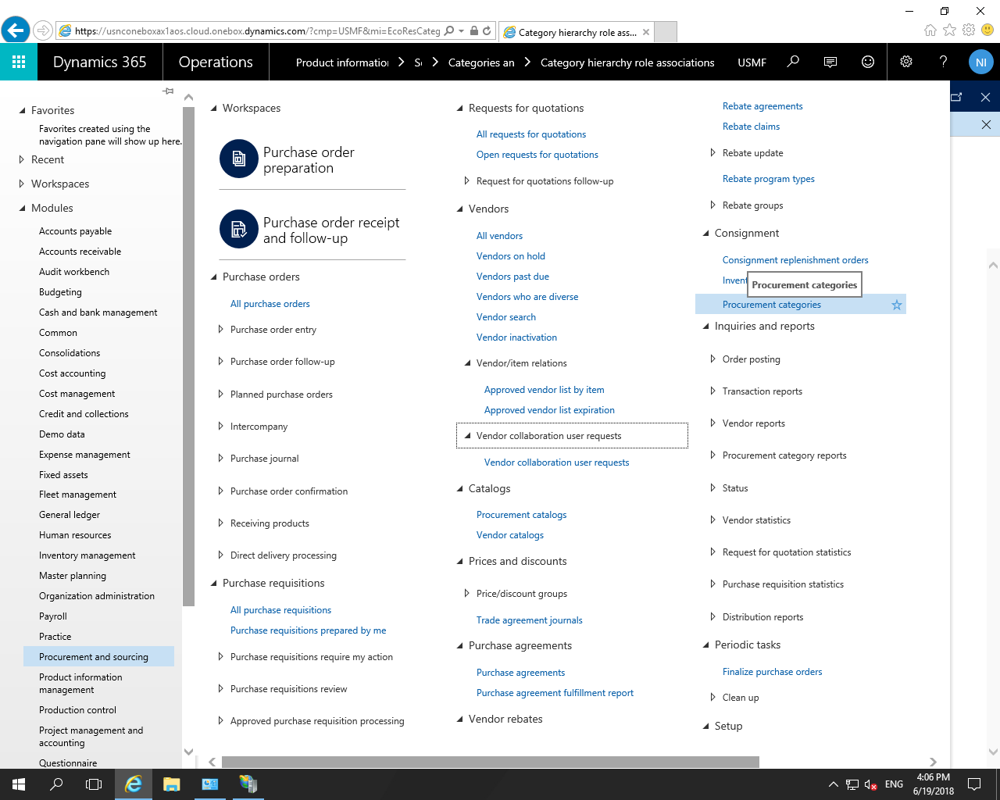 https://usnconeboxax1aos.cloud.onebox.dynamics.com/?cmp=USMF&mi=EcoResCateg
Category hierarchy role ass...
Dynamics 365
Operations
Product information
Categories an
Category hierarchy role associations
USMF
NI
Favorites
Favorites created using the
navigation pane will show up here.
Recent
Workspaces
Modules
Accounts payable
Accounts receivable
Audit workbench
Budgeting
Cash and bank management
Common
Consolidations
Cost accounting
Cost management
Credit and collections
Demo data
Expense management
Fixed assets
Fleet management
General ledger
Human resources
Inventory management
Master planning
Organization administration
Payroll
Practice
Procurement and sourcing
Product information
management
Production control
Project management and
accounting
Questionnaire
Workspaces
Purchase order
preparation
Purchase order receipt
and follow-up
Purchase orders
All purchase orders
Purchase order entry
Purchase order follow-up
Planned purchase orders
Intercompany
Purchase journal
Purchase order confirmation
Receiving products
Direct delivery processing
Purchase requisitions
All purchase requisitions
Purchase requisitions prepared by me
Purchase requisitions require my action
Purchase requisitions review
Approved purchase requisition processing
Requests for quotations
All requests for quotations
Open requests for quotations
Request for quotations follow-up
Vendors
All vendors
Vendors on hold
Vendors past due
Vendors who are diverse
Vendor search
Vendor inactivation
Vendor/item relations
Approved vendor list by item
Approved vendor list expiration
Vendor collaboration user requests
Vendor collaboration user requests
Catalogs
Procurement catalogs
Vendor catalogs
Prices and discounts
Price/discount groups
Trade agreement journals
Purchase agreements
Purchase agreements
Purchase agreement fulfillment report
Vendor rebates
Rebate agreements
Rebate claims
Rebate update
Rebate program types
Rebate groups
Consignment
Consignment replenishment orders
Invent
Procurement categories
Procurement categories
Inquiries and reports
Order posting
Transaction reports
Vendor reports
Procurement category reports
Status
Vendor statistics
Request for quotation statistics
Purchase requisition statistics
Distribution reports
Periodic tasks
Finalize purchase orders
Clean up
Setup
ENG
4:06 PM
6/19/2018